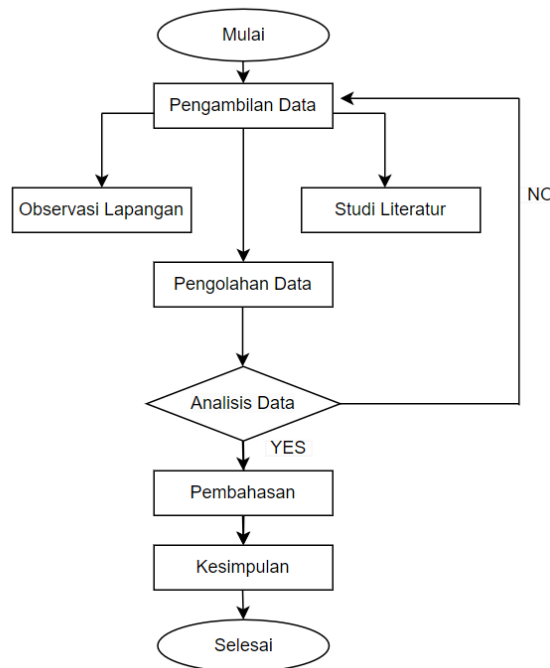 Mulai
Pengambilan Data
Observasi Lapangan
Studi Literatur
NO
Pengolahan Data
Analisis Data
YES
Pembahasan
Kesimpulan
Selesai